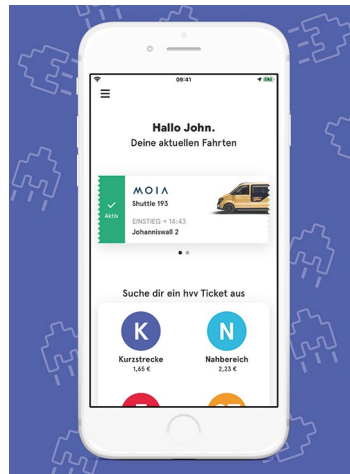 09:41
Hallo John.
Deine aktuellen Fahrten
MOIA
Shuttle 193
Aktiv
EINSTIEG → 14:43
Johanniswall 2
Suche dir ein hvv Ticket aus
K
N
Kurzstrecke
Nahbereich
1,65 €
2,23 €